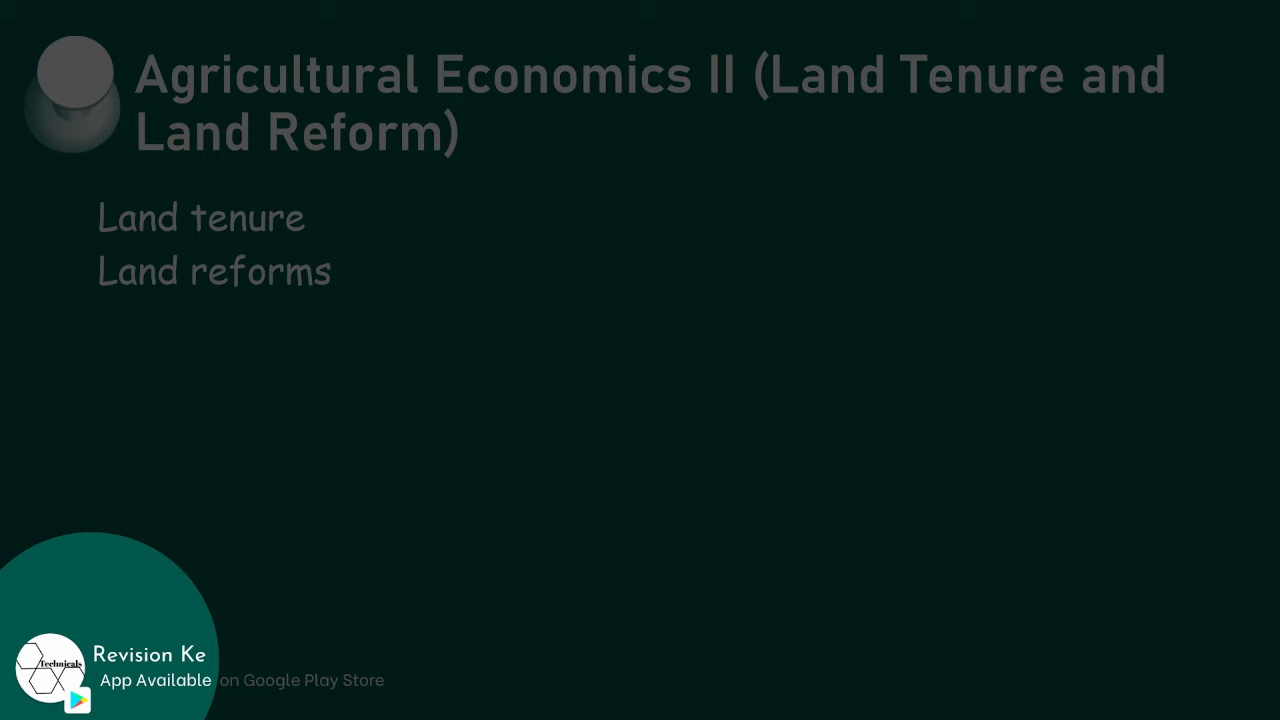 Agricultural Economics II (Land Tenure and
Land Reform)
Land tenure
Land reforms
Technicals
Revision Ke
App Available on Google Play Store